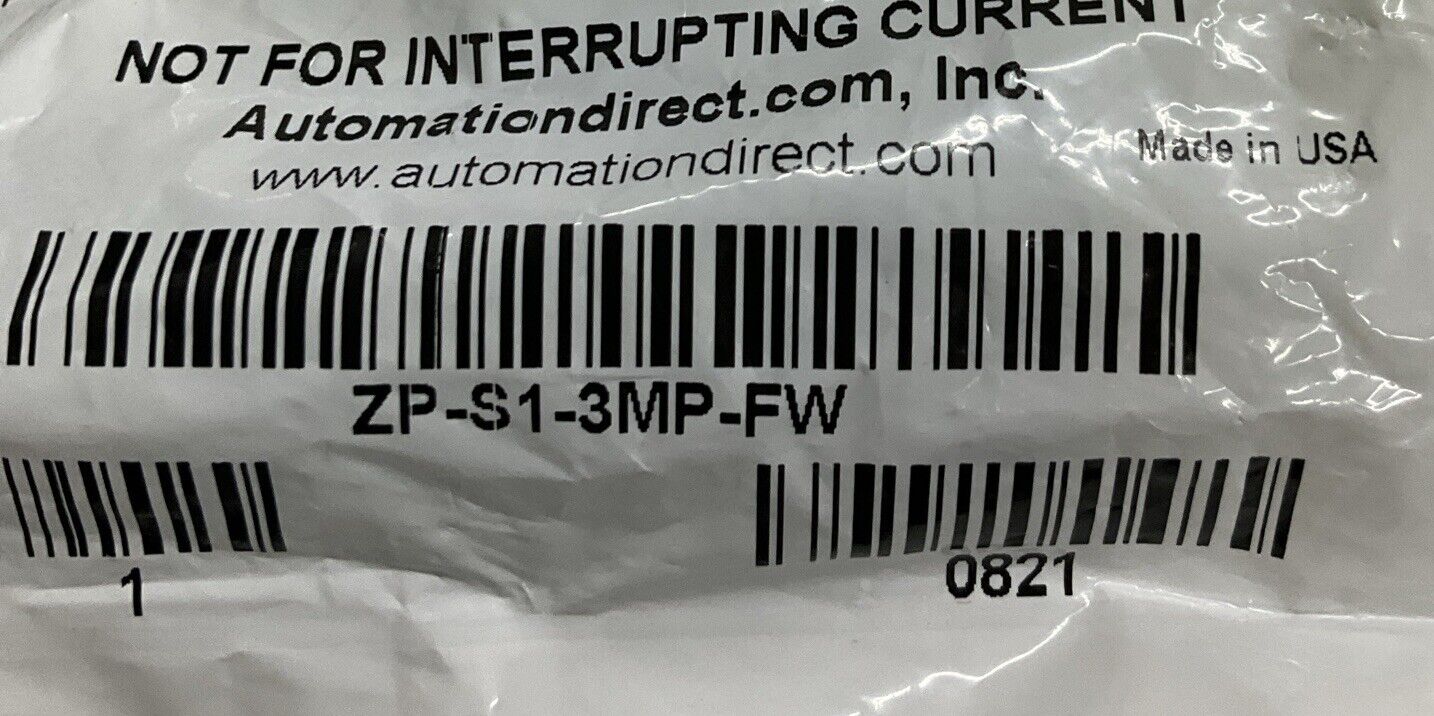 NOT FOR INTERRUPTING CURRENT
Automationdirect.com, Inc.
www.automationdirect.com
Made in USA
ZP-S1-3MP-FW
1
0821